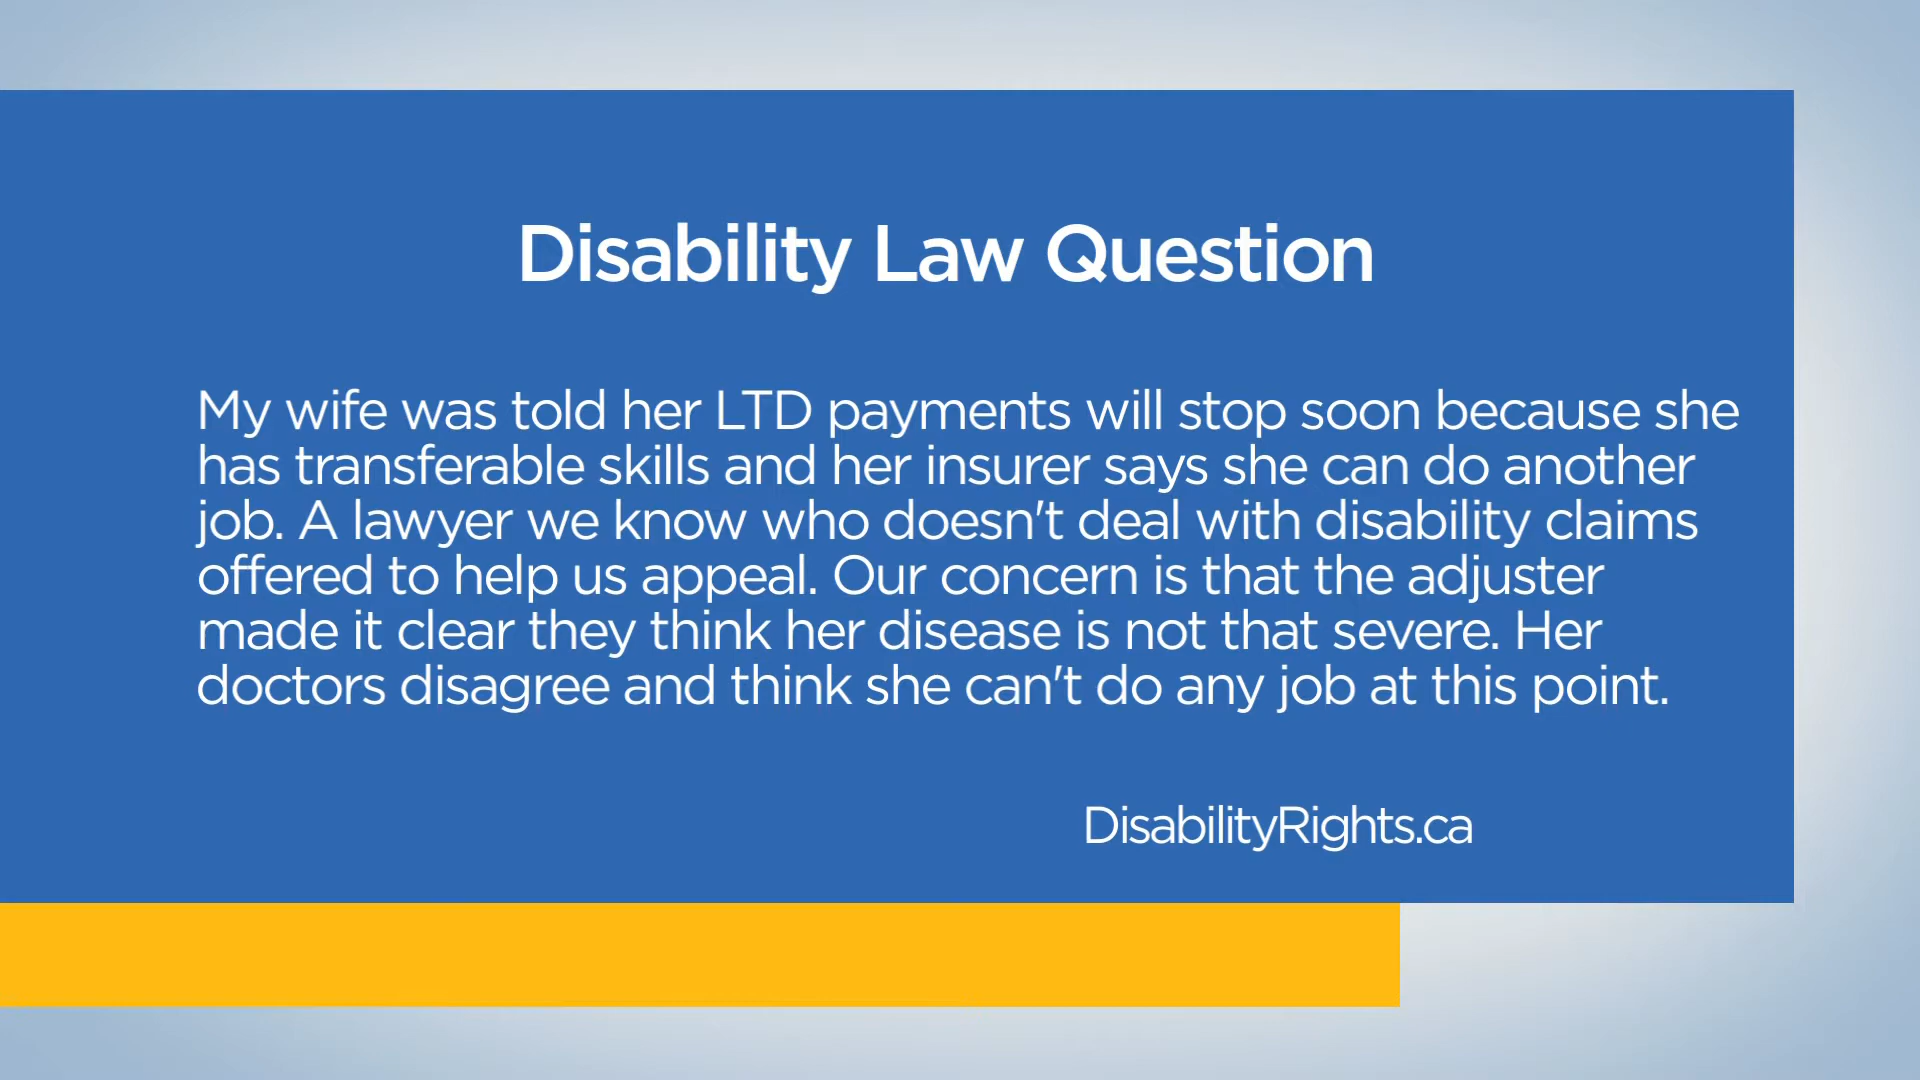 Disability Law Question
My wife was told her LTD payments will stop soon because she
has transferable skills and her insurer says she can do another
job. A lawyer we know who doesn't deal with disability claims
offered to help us appeal. Our concern is that the adjuster
made it clear they think her disease is not that severe. Her
doctors disagree and think she can't do any job at this point.
DisabilityRights.ca